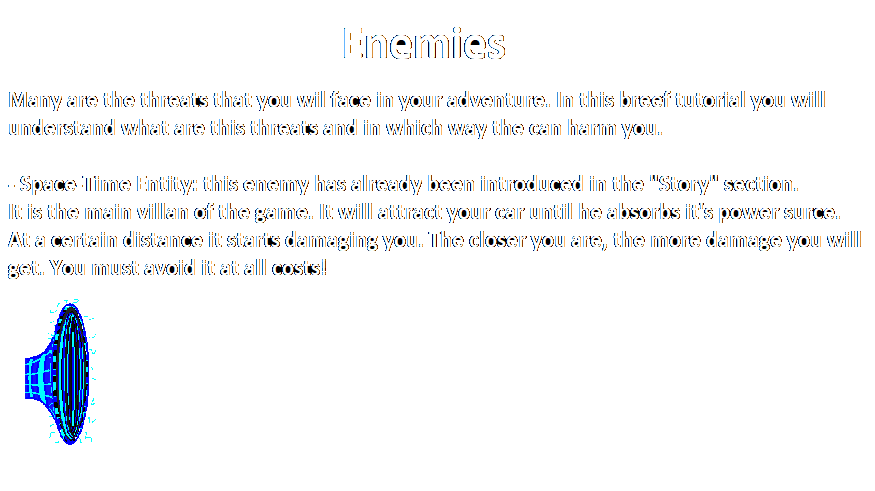 Enemies
Many are the threats that you wil face in your adventure. In this breef tutorial you will
understand what are this threats and in which way the can harm you.
- Space-Time Entity: this enemy has already been introduced in the "Story" section.
It is the main villan of the game. It will attract your car until he absorbs it's power surce.
At a certain distance it starts damaging you. The closer you are, the more damage you will
get. You must avoid it at all costs!